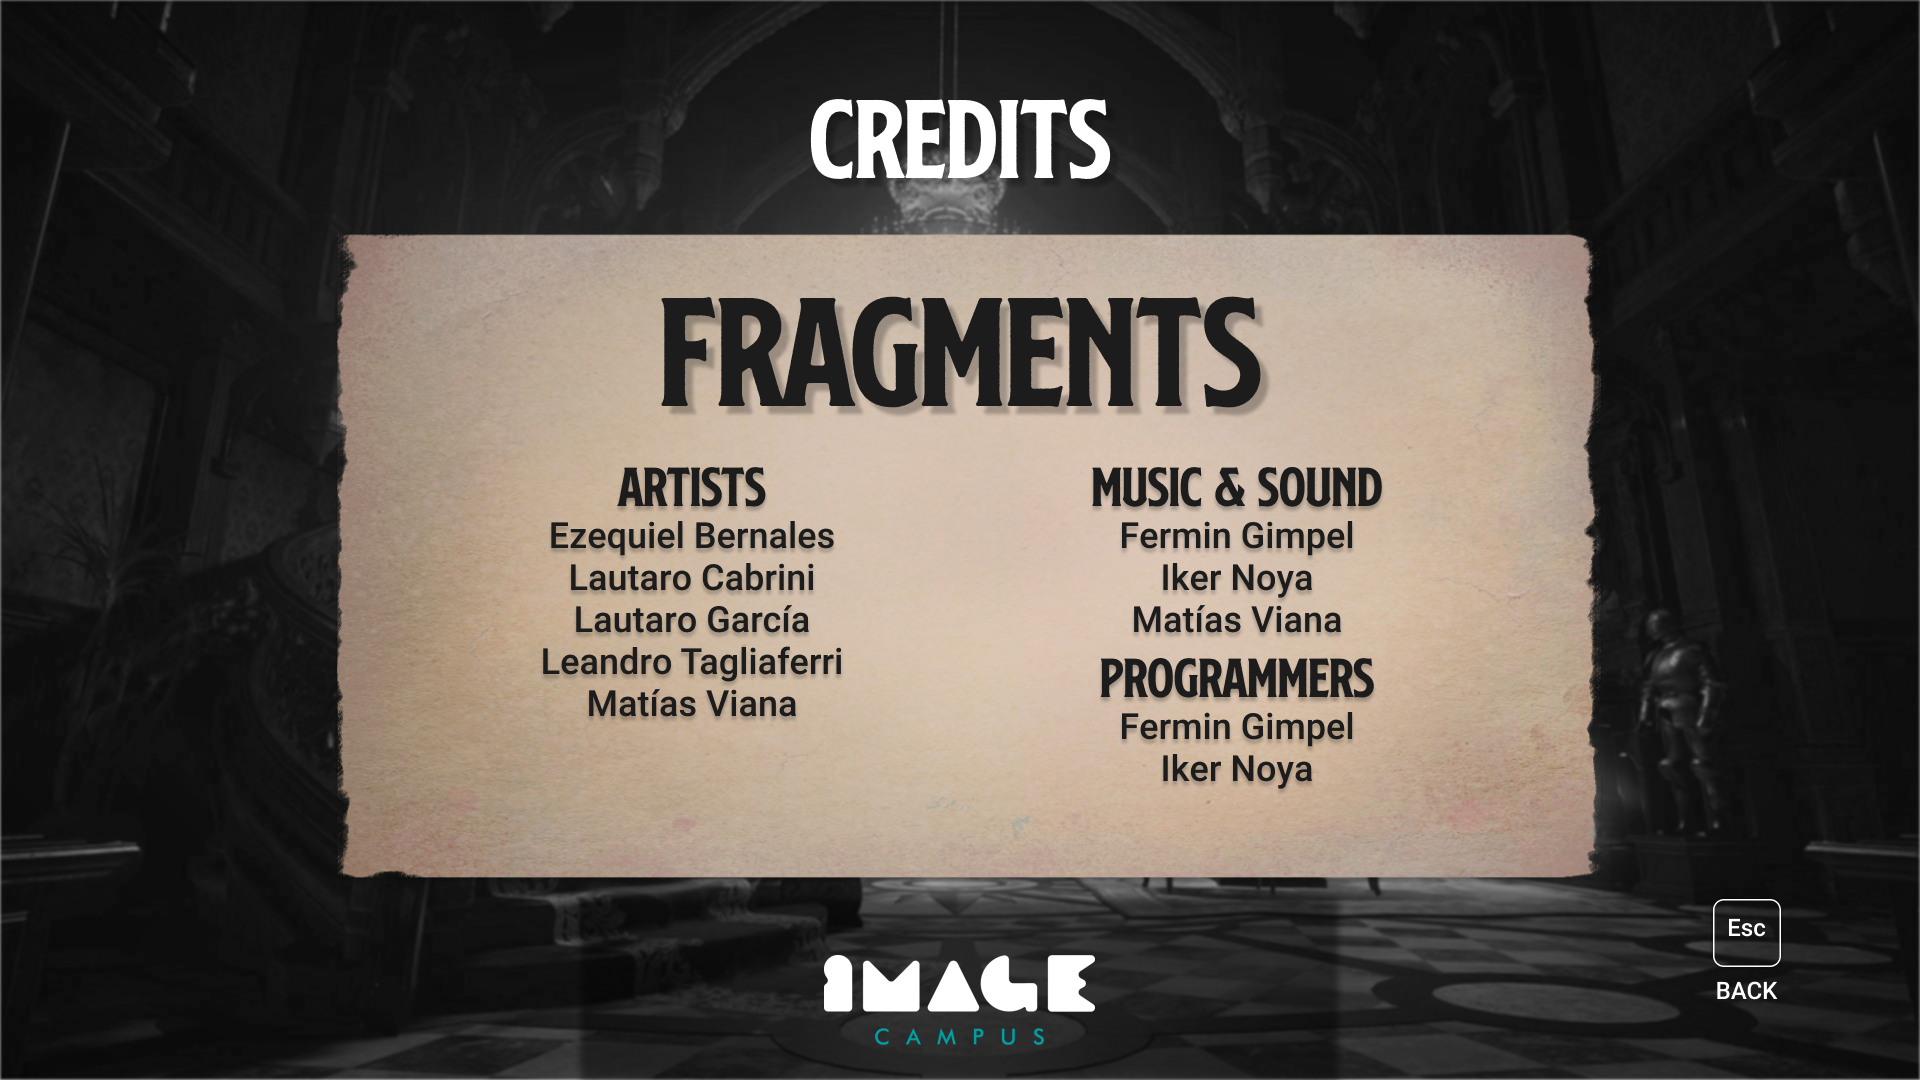 CREDITS
FRAGMENTS
ARTISTS
Ezequiel Bernales
Lautaro Cabrini
Lautaro García
Leandro Tagliaferri
Matías Viana
MUSIC & SOUND
Fermin Gimpel
Iker Noya
Matías Viana
PROGRAMMERS
Fermin Gimpel
Iker Noya
IMAGE
CAMPUS
Esc
BACK